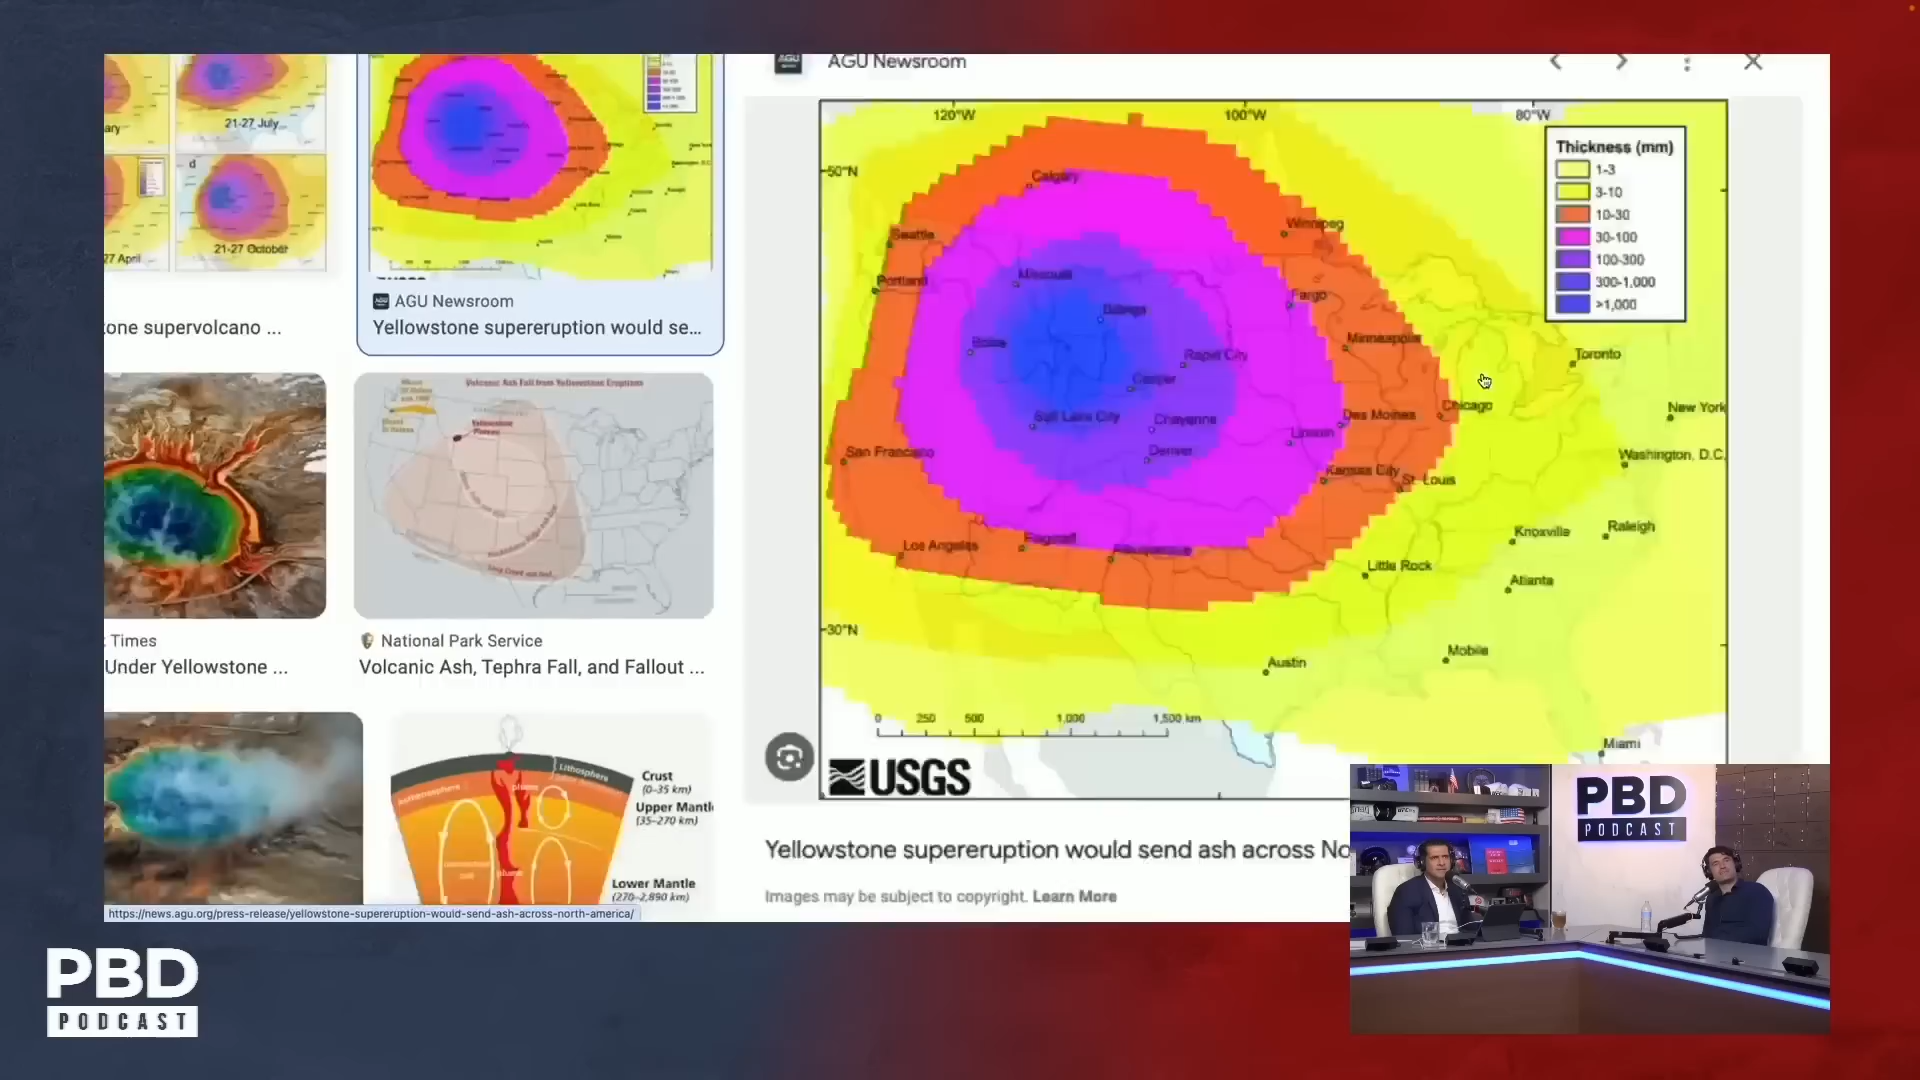 AGU Newsroom
ary
21-27 July
27 April
d
21-27 October
one supervolcano ...
AGU Newsroom
Yellowstone supereruption would se...
Times
Under Yellowstone ...
Volcanic Ash Fall from Yellowstone Eruptions
Yellowstone
Plateau
National Park Service
Volcanic Ash, Tephra Fall, and Fallout ...
Lithosphere
Asthenosphere
plume
plume
Crust
(0–35 km)
Upper Mantl
(35–270 km)
Lower Mantle
(270–2,890 km)
https://news.agu.org/press-release/yellowstone-supereruption-would-send-ash-across-north-america/
120°W
100°W
80°W
50°N
30°N
Thickness (mm)
1-3
3-10
10-30
30-100
100-300
300-1,000
>1,000
Calgary
Winnipeg
Seattle
Portland
Missoula
Billings
Fargo
Boise
Rapid City
Minneapolis
Toronto
Casper
Salt Lake City
Cheyenne
Des Moines
Chicago
New York
San Francisco
Denver
Lincoln
Kansas City
St. Louis
Washington, D.C.
Los Angeles
Flagstaff
Albuquerque
Knoxville
Raleigh
Little Rock
Atlanta
Austin
Mobile
Miami
0 250 500 1,000 1,500 km
USGS
Yellowstone supereruption would send ash across No
Images may be subject to copyright. Learn More
PBD
PODCAST
PBD
PODCAST